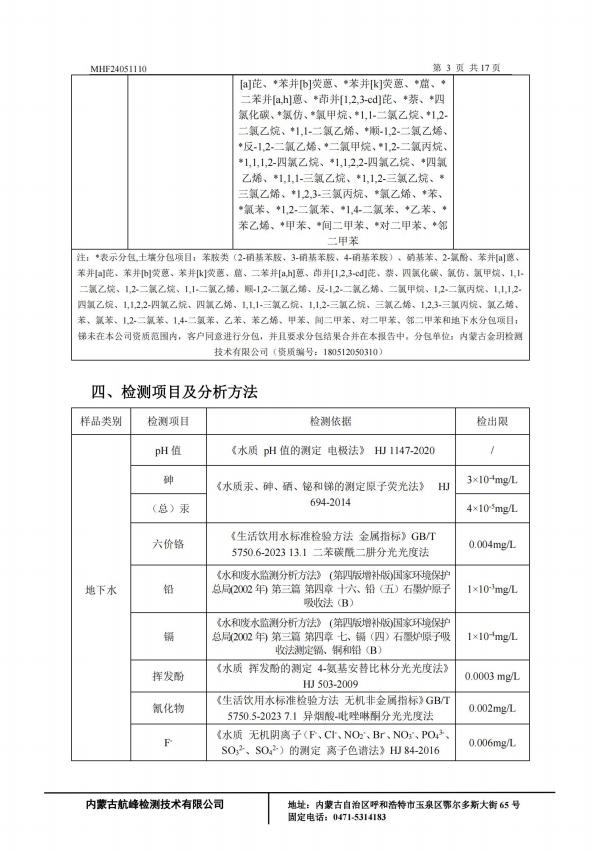 MHF24051110
第 3 页 共 17 页
[a]芘、*苯并[b]荧蒽、*苯并[k]荧蒽、*䓛、*
二苯并[a,h]蒽、*茚并[1,2,3-cd]芘、*萘、*四
氯化碳、*氯仿、*氯甲烷、*1,1-二氯乙烷、*1,2-
二氯乙烷、*1,1-二氯乙烯、*顺-1,2-二氯乙烯、
*反-1,2-二氯乙烯、*二氯甲烷、*1,2-二氯丙烷、
*1,1,1,2-四氯乙烷、*1,1,2,2-四氯乙烷、*四氯
乙烯、*1,1,1-三氯乙烷、*1,1,2-三氯乙烷、*
三氯乙烯、*1,2,3-三氯丙烷、*氯乙烯、*苯、
*氯苯、*1,2-二氯苯、*1,4-二氯苯、*乙苯、*
苯乙烯、*甲苯、*间二甲苯、*对二甲苯、*邻
二甲苯
注：*表示分包,土壤分包项目：苯胺类（2-硝基苯胺、3-硝基苯胺、4-硝基苯胺）、硝基苯、2-氯酚、苯并[a]蒽、
苯并[a]芘、苯并[b]荧蒽、苯并[k]荧蒽、䓛、二苯并[a,h]蒽、茚并[1,2,3-cd]芘、萘、四氯化碳、氯仿、氯甲烷、1,1-
二氯乙烷、1,2-二氯乙烷、1,1-二氯乙烯、顺-1,2-二氯乙烯、反-1,2-二氯乙烯、二氯甲烷、1,2-二氯丙烷、1,1,1,2-
四氯乙烷、1,1,2,2-四氯乙烷、四氯乙烯、1,1,1-三氯乙烷、1,1,2-三氯乙烷、三氯乙烯、1,2,3-三氯丙烷、氯乙烯、
苯、氯苯、1,2-二氯苯、1,4-二氯苯、乙苯、苯乙烯、甲苯、间二甲苯、对二甲苯、邻二甲苯和地下水分包项目：
锑未在本公司资质范围内，客户同意进行分包，并且要求分包结果合并在本报告中。分包单位：内蒙古金玥检测
技术有限公司（资质编号：180512050310）
四、检测项目及分析方法
样品类别 检测项目 检测依据 检出限
地下水
pH 值 《水质 pH 值的测定 电极法》 HJ 1147-2020 /
砷 3×10⁻⁴mg/L
《水质汞、砷、硒、铋和锑的测定原子荧光法》 HJ
694-2014
（总）汞 4×10⁻⁵mg/L
六价铬 0.004mg/L
《生活饮用水标准检验方法 金属指标》GB/T
5750.6-2023 13.1 二苯碳酰二肼分光光度法
铅 1×10⁻³mg/L
《水和废水监测分析方法》（第四版增补版)国家环境保护
总局(2002 年) 第三篇 第四章 十六、铅（五）石墨炉原子
吸收法（B）
镉 1×10⁻⁴mg/L
《水和废水监测分析方法》（第四版增补版)国家环境保护
总局(2002 年) 第三篇 第四章 七、镉（四）石墨炉原子吸
收法测定镉、铜和铅（B）
挥发酚 0.0003 mg/L
《水质 挥发酚的测定 4-氨基安替比林分光光度法》
HJ 503-2009
氰化物 0.002mg/L
《生活饮用水标准检验方法 无机非金属指标》GB/T
5750.5-2023 7.1 异烟酸-吡唑啉酮分光光度法
F⁻ 0.006mg/L
《水质 无机阴离子（F⁻、Cl⁻、NO₂⁻、Br⁻、NO₃⁻、PO₄³⁻、
SO₃²⁻、SO₄²⁻）的测定 离子色谱法》HJ 84-2016
内蒙古航峰检测技术有限公司
地址：内蒙古自治区呼和浩特市玉泉区鄂尔多斯大街 65 号
固定电话：0471-5314183